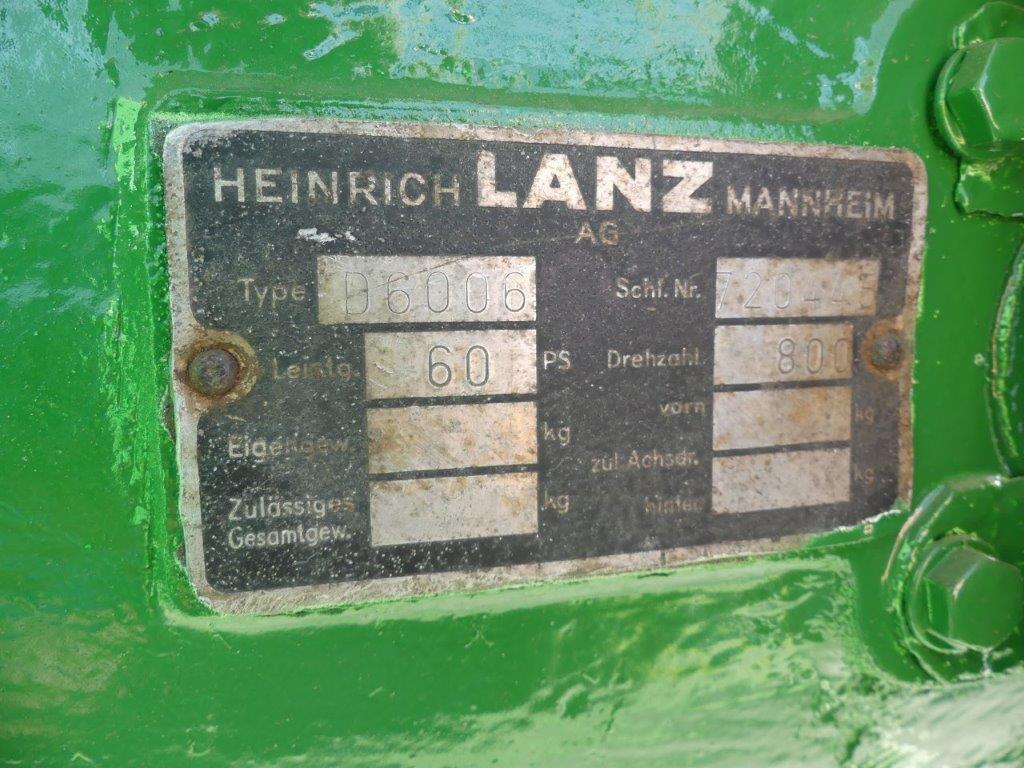 HEINRICH LANZ MANNHEIM
AG
Type D6006 Schl. Nr.
Leistg. 60 PS Drehzahl. 800
Eigengew. kg vorn kg
zul. Achsdr.
Zulässiges kg hinten kg
Gesamtgew.